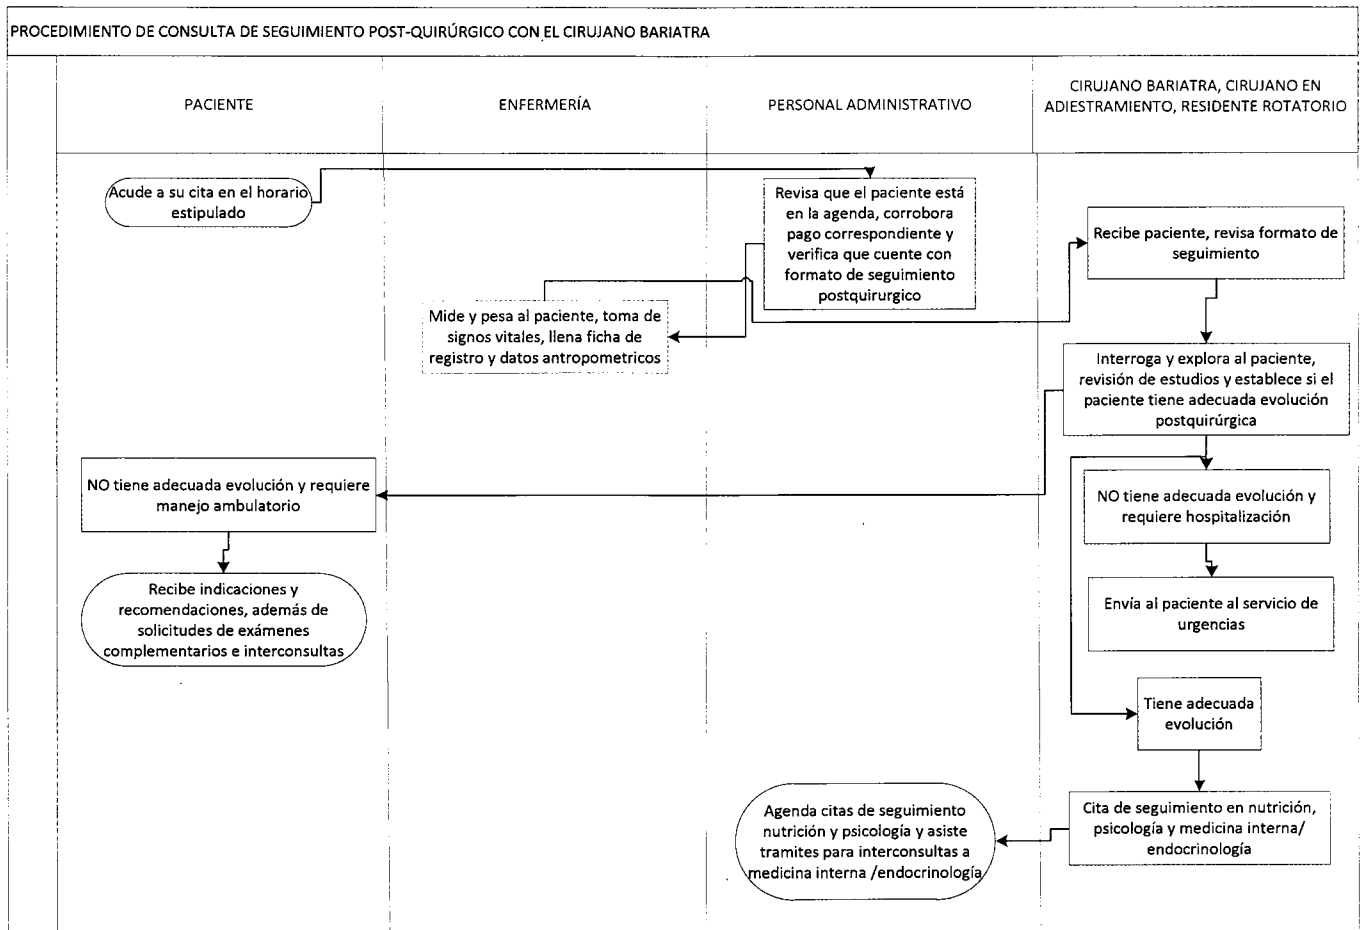 PROCEDIMIENTO DE CONSULTA DE SEGUIMIENTO POST-QUIRÚRGICO CON EL CIRUJANO BARIATRA
PACIENTE
ENFERMERÍA
PERSONAL ADMINISTRATIVO
CIRUJANO BARIATRA, CIRUJANO EN
ADIESTRAMIENTO, RESIDENTE ROTATORIO
Acude a su cita en el horario
estipulado
Revisa que el paciente está
en la agenda, corrobora
pago correspondiente y
verifica que cuente con
formato de seguimiento
postquirurgico
Recibe paciente, revisa formato de
seguimiento
Mide y pesa al paciente, toma de
signos vitales, llena ficha de
registro y datos antropometricos
Interroga y explora al paciente,
revisión de estudios y establece si el
paciente tiene adecuada evolución
postquirúrgica
NO tiene adecuada evolución y requiere
manejo ambulatorio
NO tiene adecuada evolución y
requiere hospitalización
Recibe indicaciones y
recomendaciones, además de
solicitudes de exámenes
complementarios e interconsultas
Envía al paciente al servicio de
urgencias
Tiene adecuada
evolución
Agenda citas de seguimiento
nutrición y psicología y asiste
tramites para interconsultas a
medicina interna /endocrinología
Cita de seguimiento en nutrición,
psicología y medicina interna/
endocrinología